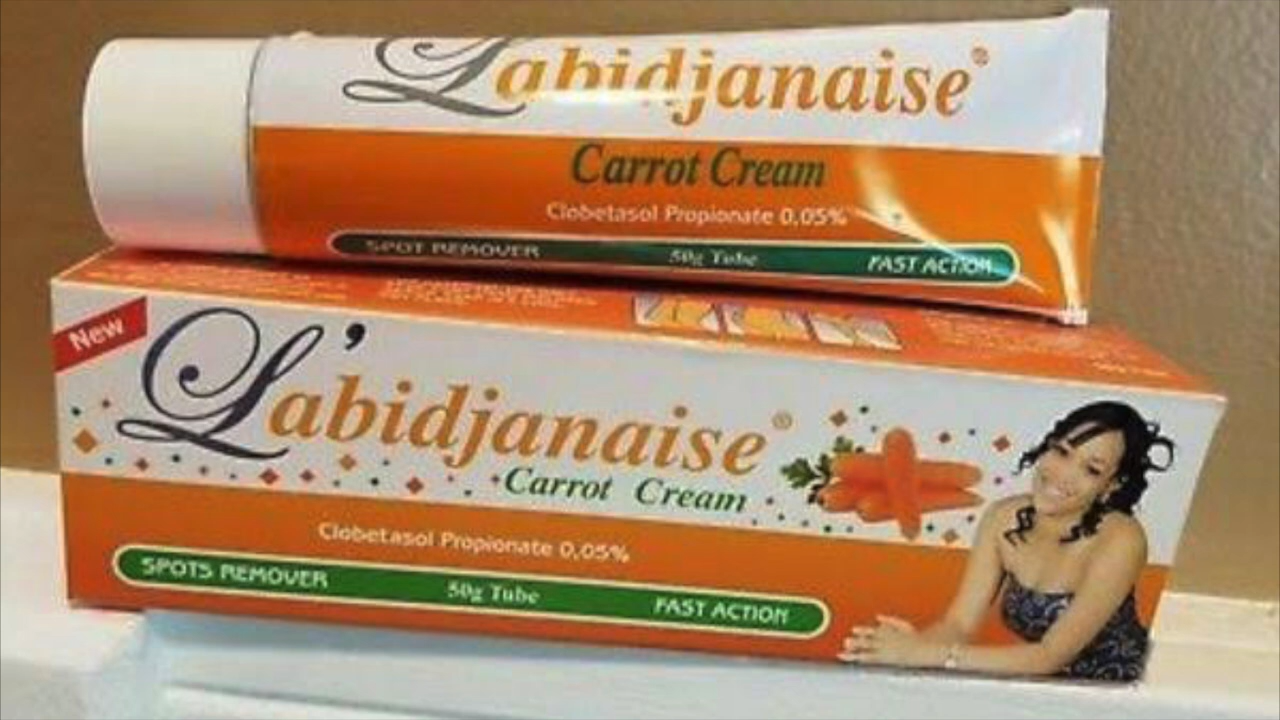 Labidjanaise®
Carrot Cream
Clobetasol Propionate 0,05%
SPOT REMOVER 50g Tube FAST ACTION
New
L'abidjanaise®
Carrot Cream
Clobetasol Propionate 0,05%
SPOTS REMOVER 50g Tube FAST ACTION